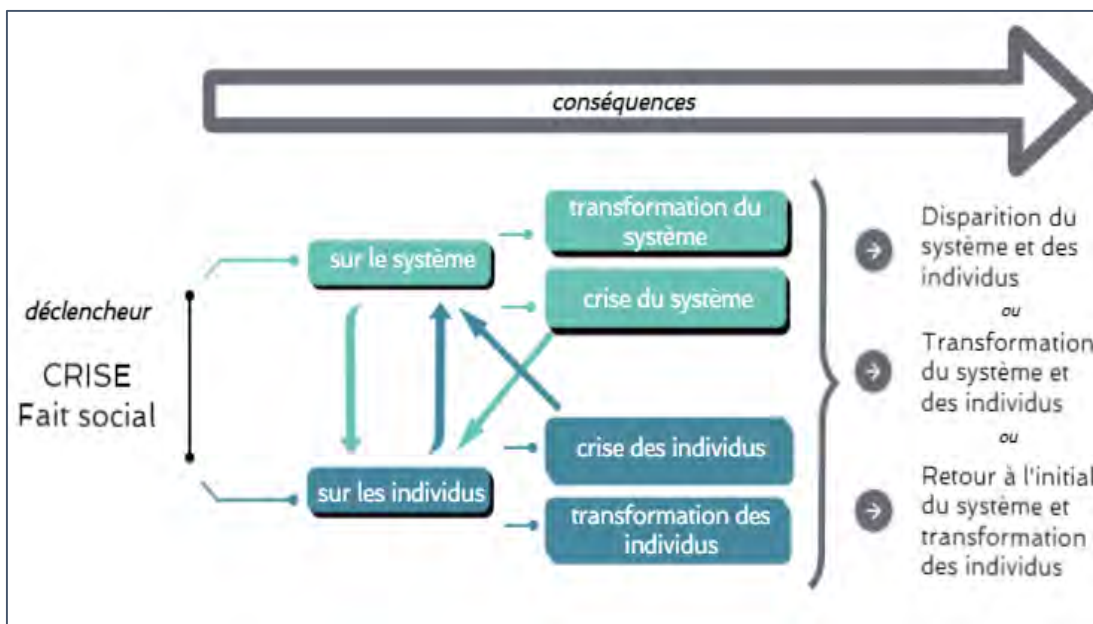 conséquences
déclencheur
CRISE
Fait social
sur le système
sur les individus
transformation du
système
crise du système
crise des individus
transformation des
individus
Disparition du
système et des
individus
ou
Transformation
du système et
des individus
ou
Retour à l'initial
du système et
transformation
des individus